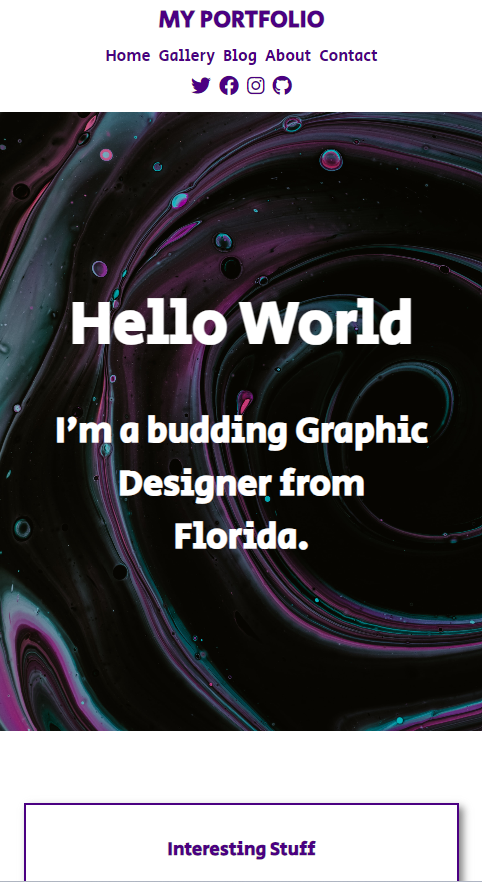 MY PORTFOLIO
Home Gallery Blog About Contact
Hello World
I’m a budding Graphic
Designer from
Florida.
Interesting Stuff